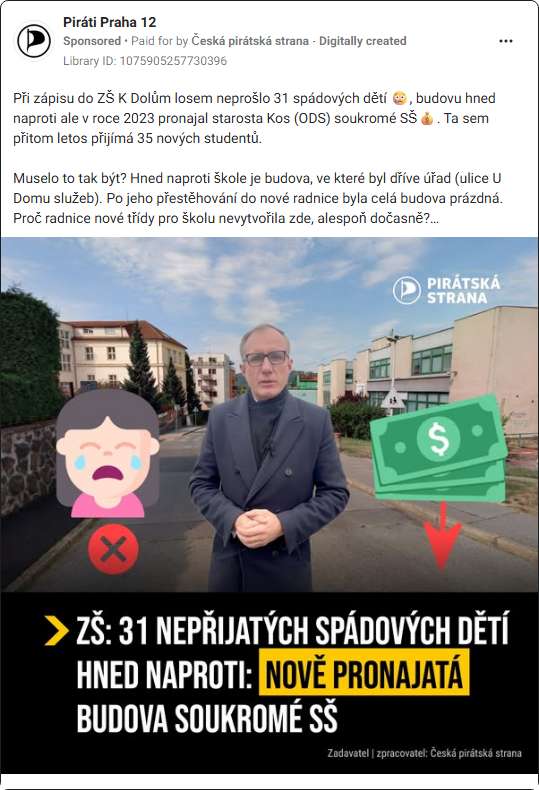 Piráti Praha 12
Sponsored • Paid for by Česká pirátská strana - Digitally created
Library ID: 1075905257730396
Při zápisu do ZŠ K Dolům losem neprošlo 31 spádových dětí 🤕, budovu hned
naproti ale v roce 2023 pronajal starosta Kos (ODS) soukromé SŠ 💰. Ta sem
přitom letos přijímá 35 nových studentů.
Muselo to tak být? Hned naproti škole je budova, ve které byl dříve úřad (ulice U
Domu služeb). Po jeho přestěhování do nové radnice byla celá budova prázdná.
Proč radnice nové třídy pro školu nevytvořila zde, alespoň dočasně?...
PIRÁTSKÁ
STRANA
$
ZŠ: 31 NEPŘIJATÝCH SPÁDOVÝCH DĚTÍ
HNED NAPROTI: NOVĚ PRONAJATÁ
BUDOVA SOUKROMÉ SŠ
Zadavatel | zpracovatel: Česká pirátská strana